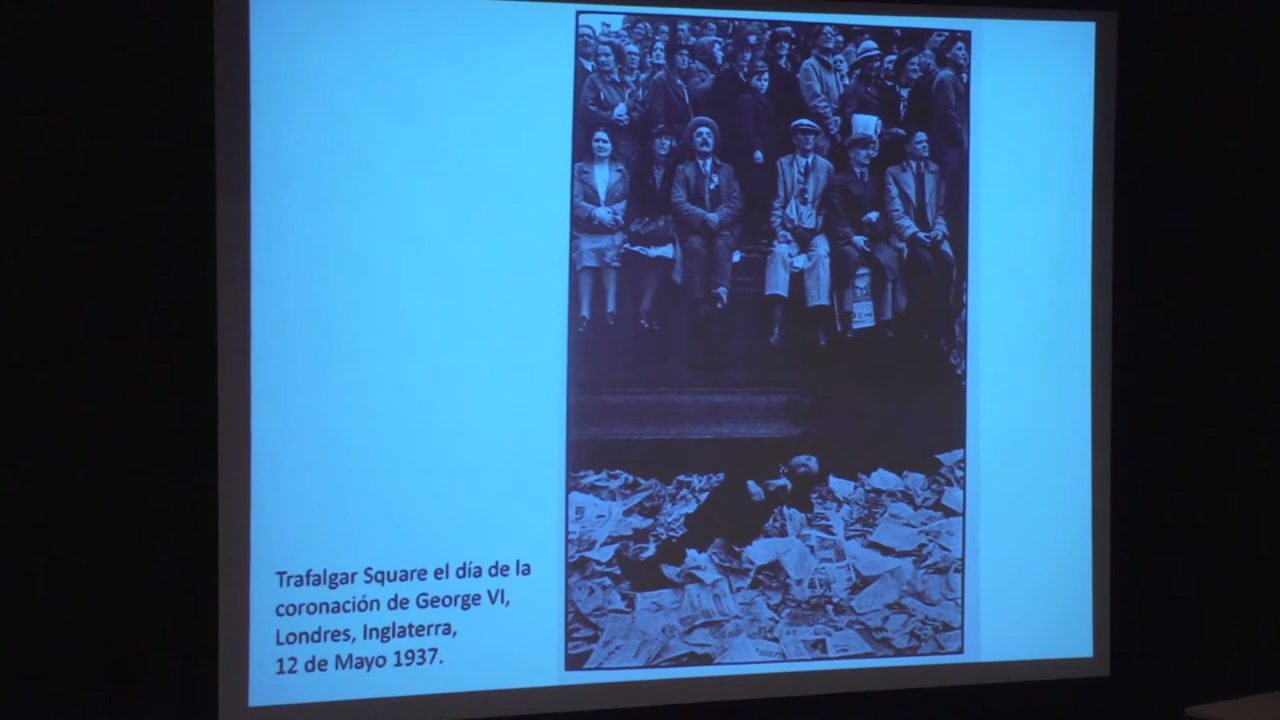 Trafalgar Square el día de la
coronación de George VI,
Londres, Inglaterra,
12 de Mayo 1937.